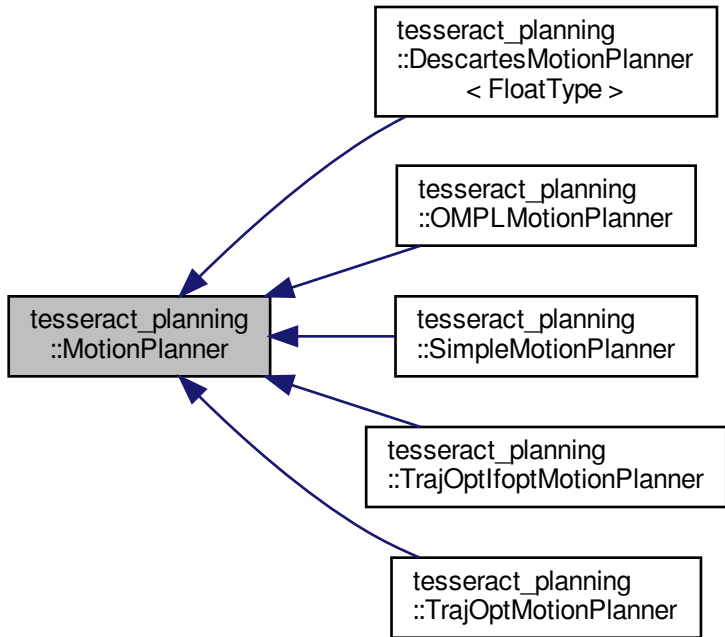 tesseract_planning
::DescartesMotionPlanner
< FloatType >
tesseract_planning
::OMPLMotionPlanner
tesseract_planning
::MotionPlanner
tesseract_planning
::SimpleMotionPlanner
tesseract_planning
::TrajOptIfoptMotionPlanner
tesseract_planning
::TrajOptMotionPlanner